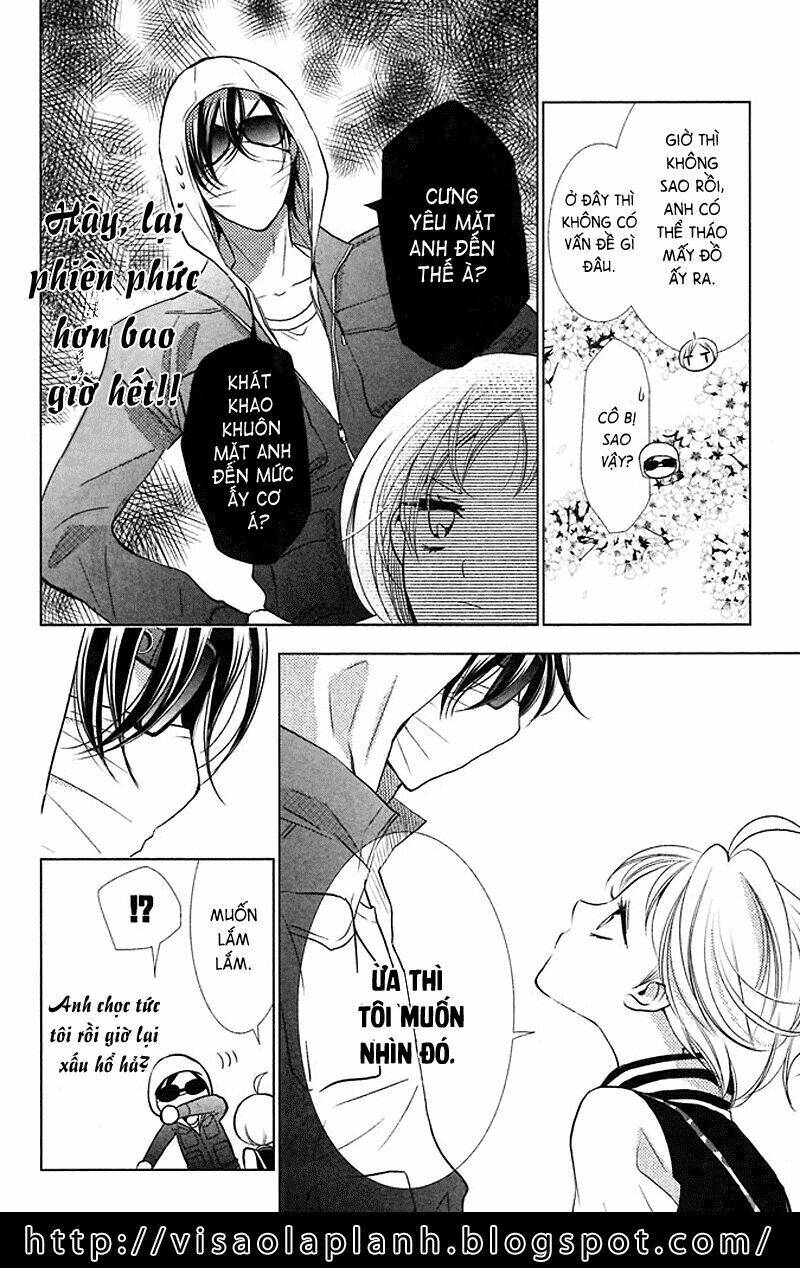 GIỜ THÌ
KHÔNG
SAO RỒI,
ANH CÓ
THỂ THÁO
MẤY ĐỒ
ẤY RA.
Ở ĐÂY THÌ
KHÔNG CÓ
VẤN ĐỀ GÌ
ĐÂU.
CÔ BỊ
SAO
VẬY?
CƯNG
YÊU MẶT
ANH ĐẾN
THẾ À?
KHÁT
KHAO
KHUÔN
MẶT ANH
ĐẾN MỨC
ẤY CƠ
Á?
Hầy, lại
phiền phức
hơn bao
giờ hết!!
ỪA THÌ
TÔI MUỐN
NHÌN ĐÓ.
MUỐN
LẮM
LẮM.
!?
Anh chọc tức
tôi rồi giờ lại
xấu hổ hả?
http://visaolaplanh.blogspot.com/